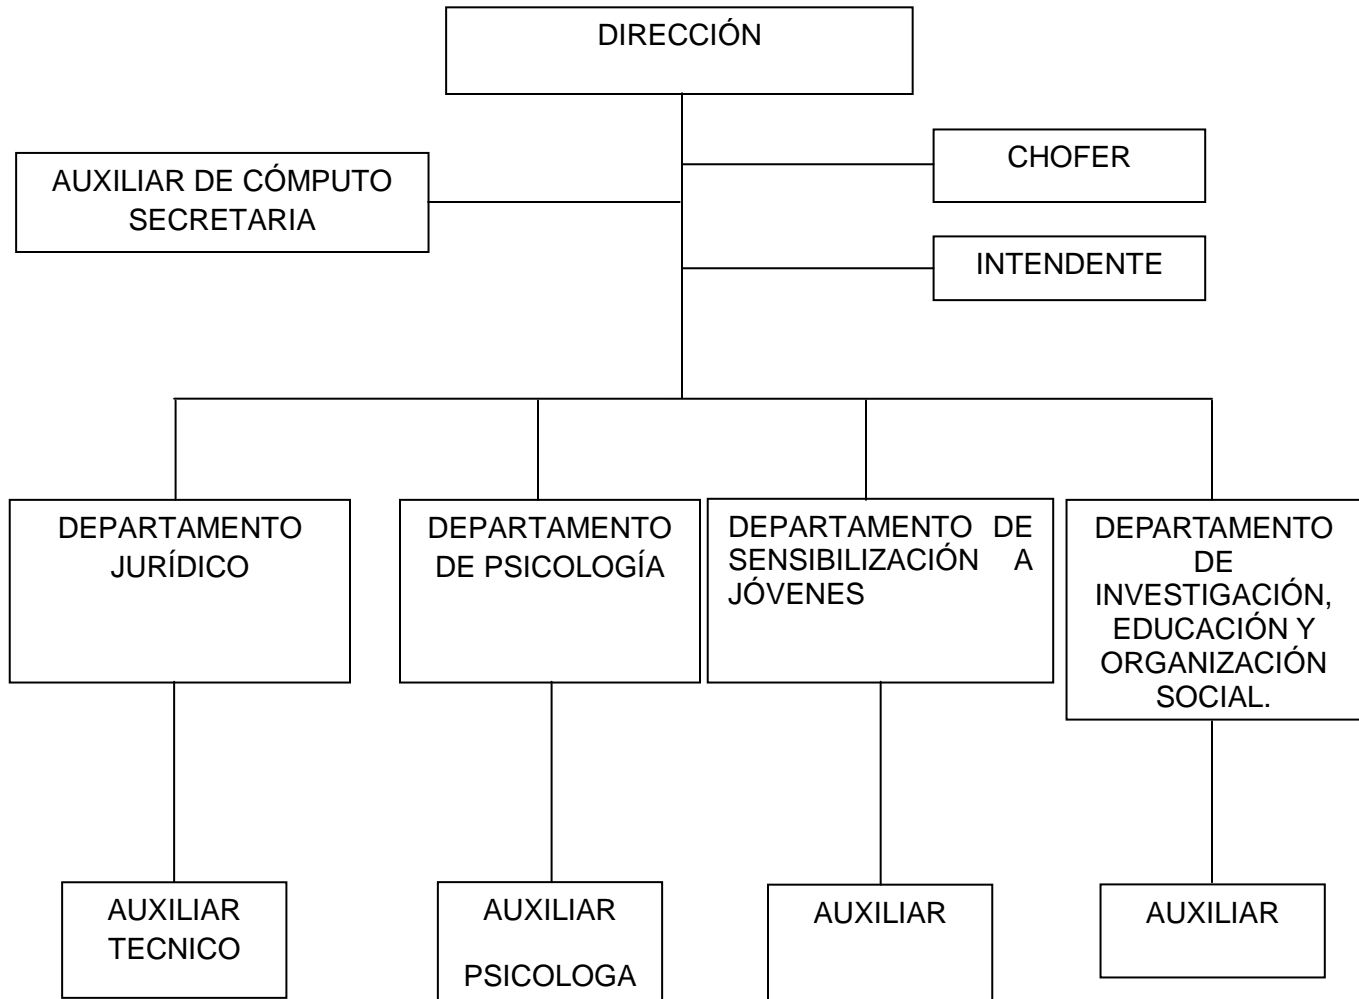 DIRECCIÓN
CHOFER
AUXILIAR DE CÓMPUTO
SECRETARIA
INTENDENTE
DEPARTAMENTO
JURÍDICO
DEPARTAMENTO
DE PSICOLOGÍA
DEPARTAMENTO DE
SENSIBILIZACIÓN A
JÓVENES
DEPARTAMENTO
DE
INVESTIGACIÓN,
EDUCACIÓN Y
ORGANIZACIÓN
SOCIAL.
AUXILIAR
TECNICO
AUXILIAR
PSICOLOGA
AUXILIAR
AUXILIAR